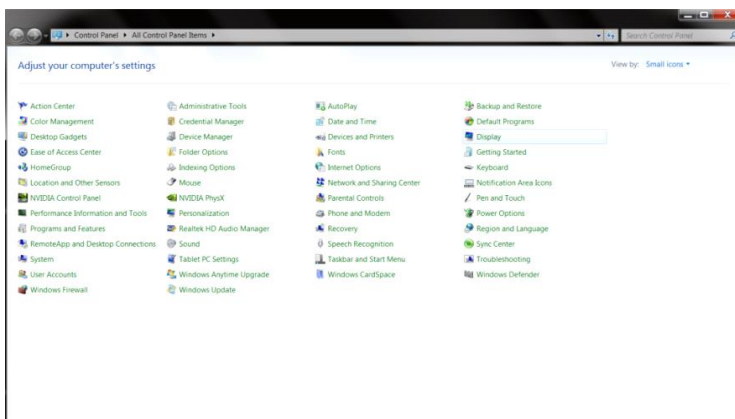 Control Panel ▸ All Control Panel Items ▸
Search Control Panel
Adjust your computer's settings
View by: Small icons
Action Center Administrative Tools AutoPlay Backup and Restore
Color Management Credential Manager Date and Time Default Programs
Desktop Gadgets Device Manager Devices and Printers Display
Ease of Access Center Folder Options Fonts Getting Started
HomeGroup Indexing Options Internet Options Keyboard
Location and Other Sensors Mouse Network and Sharing Center Notification Area Icons
NVIDIA Control Panel NVIDIA PhysX Parental Controls Pen and Touch
Performance Information and Tools Personalization Phone and Modem Power Options
Programs and Features Realtek HD Audio Manager Recovery Region and Language
RemoteApp and Desktop Connections Sound Speech Recognition Sync Center
System Tablet PC Settings Taskbar and Start Menu Troubleshooting
User Accounts Windows Anytime Upgrade Windows CardSpace Windows Defender
Windows Firewall Windows Update